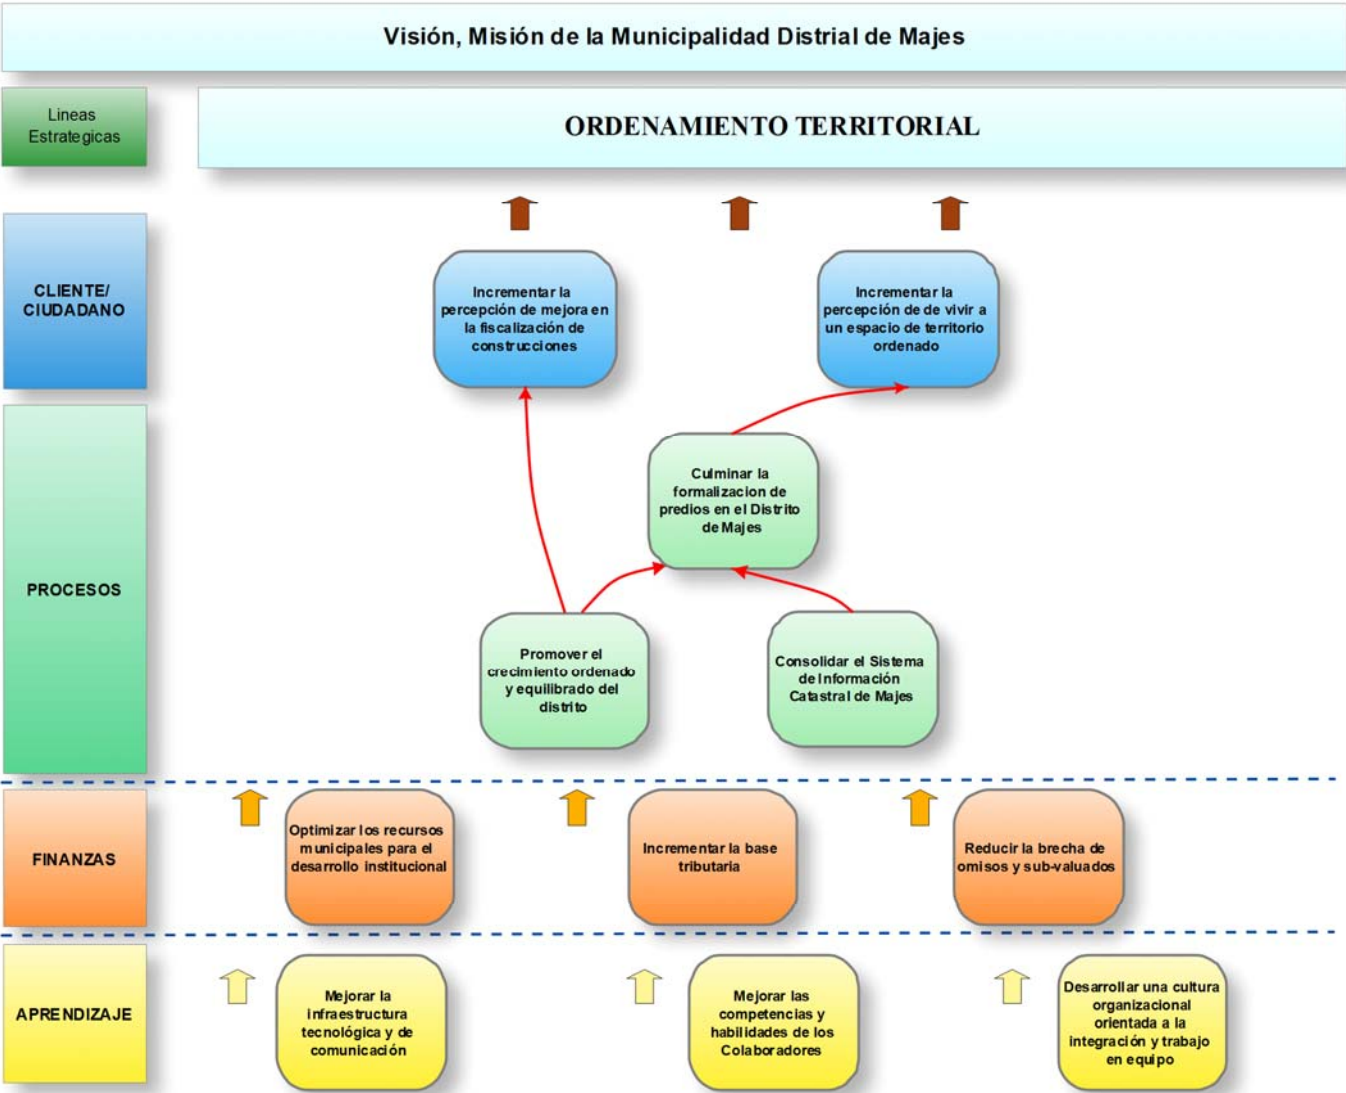 Visión, Misión de la Municipalidad Distrial de Majes
Lineas
Estrategicas
ORDENAMIENTO TERRITORIAL
CLIENTE/
CIUDADANO
Incrementar la
percepción de mejora en
la fiscalización de
construcciones
Incrementar la
percepción de de vivir a
un espacio de territorio
ordenado
PROCESOS
Culminar la
formalizacion de
predios en el Distrito
de Majes
Promover el
crecimiento ordenado
y equilibrado del
distrito
Consolidar el Sistema
de Información
Catastral de Majes
FINANZAS
Optimizar los recursos
municipales para el
desarrollo institucional
Incrementar la base
tributaria
Reducir la brecha de
omisos y sub-valuados
APRENDIZAJE
Mejorar la
infraestructura
tecnológica y de
comunicación
Mejorar las
competencias y
habilidades de los
Colaboradores
Desarrollar una cultura
organizacional
orientada a la
integración y trabajo
en equipo